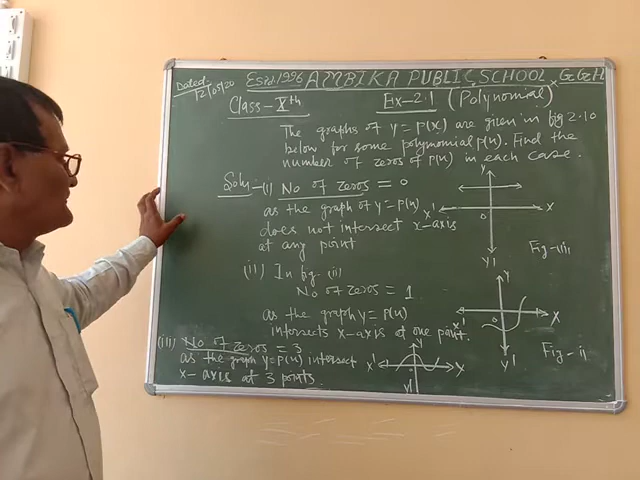 Dated:
12/05/20
Estd. 1996 AMBIKA PUBLIC SCHOOL
Class - Xth
Ex-2.1 (Polynomial)
The graphs of y = P(x) are given in fig 2.10
below for some polynomial p(x). Find the
number of zeros of p(x) in each case.
Soln:- (i) No of zeros = 0
as the graph of y = P(x)
does not intersect x-axis
at any point
Y
X' X
0
Y'
Fig-(i)
(ii) In fig. (ii)
No of zeros = 1
as the graph y = P(x)
intersects x-axis at one point.
Y
X' 0 X
Y'
Fig-ii
(iii) No of zeros = 3
as the graph y = P(x) intersect
x-axis at 3 points.
Y
X' X
Y'